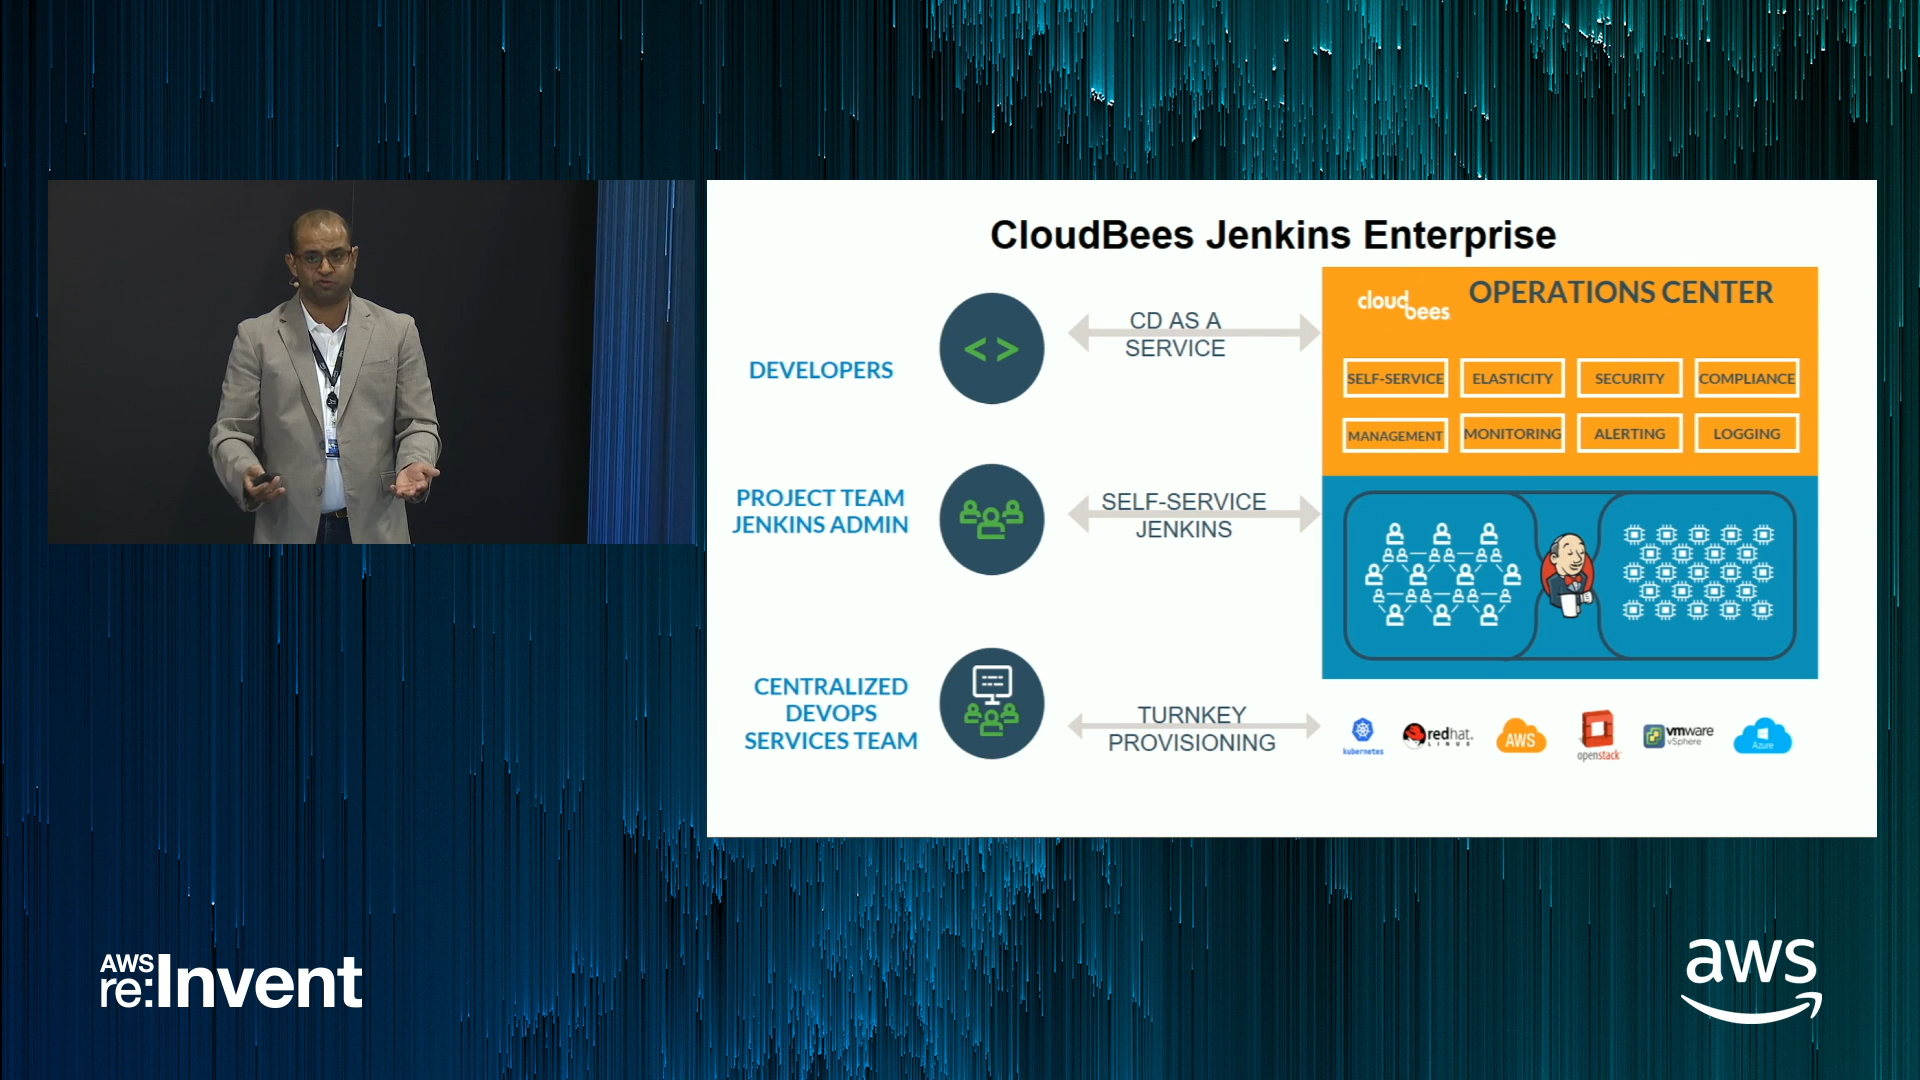 CloudBees Jenkins Enterprise
DEVELOPERS
< >
CD AS A
SERVICE
cloudbees
OPERATIONS CENTER
SELF-SERVICE
ELASTICITY
SECURITY
COMPLIANCE
MANAGEMENT
MONITORING
ALERTING
LOGGING
PROJECT TEAM
JENKINS ADMIN
SELF-SERVICE
JENKINS
CENTRALIZED
DEVOPS
SERVICES TEAM
TURNKEY
PROVISIONING
kubernetes
redhat.
LINUX
AWS
openstack
vmware
vSphere
Azure
AWS
re:Invent
aws